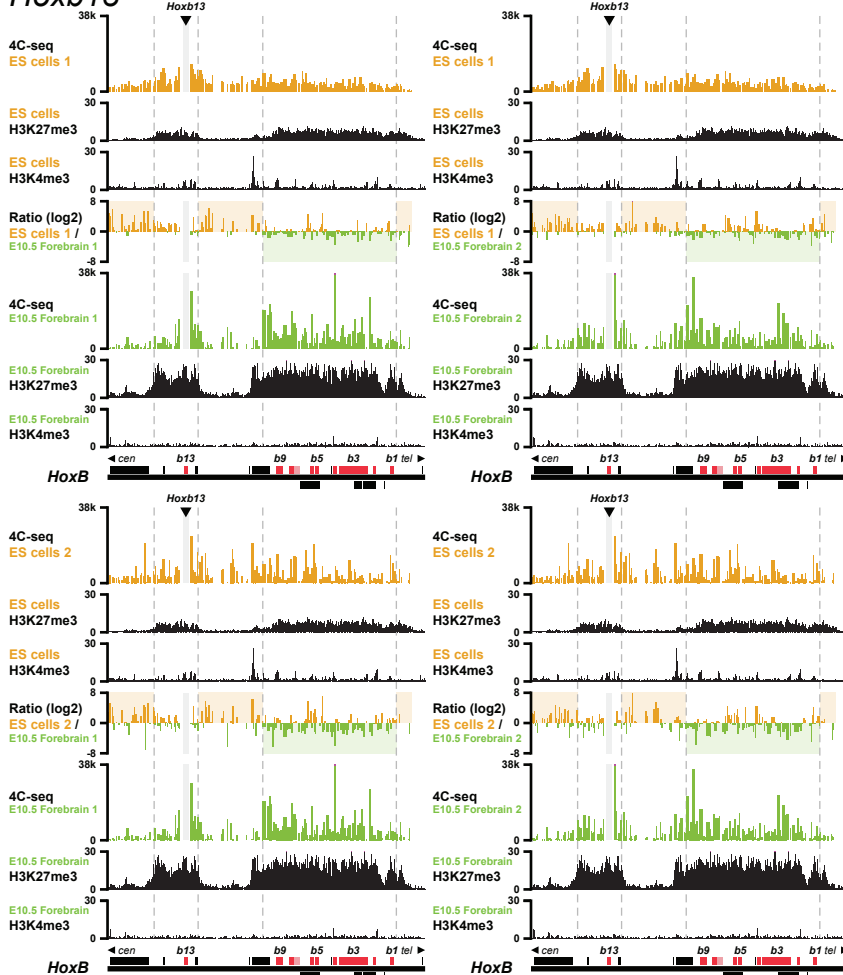 Hoxb13
Hoxb13
38k
4C-seq
ES cells 1
0
30
ES cells
H3K27me3
0
30
ES cells
H3K4me3
0
8
Ratio (log2)
ES cells 1 /
0
E10.5 Forebrain 1
-8
38k
4C-seq
E10.5 Forebrain 1
0
30
E10.5 Forebrain
H3K27me3
0
30
E10.5 Forebrain
H3K4me3
0
◄ cen b13 b9 b5 b3 b1 tel ►
HoxB
Hoxb13
38k
4C-seq
ES cells 1
0
30
ES cells
H3K27me3
0
30
ES cells
H3K4me3
0
8
Ratio (log2)
ES cells 1 /
0
E10.5 Forebrain 2
-8
38k
4C-seq
E10.5 Forebrain 2
0
30
E10.5 Forebrain
H3K27me3
0
30
E10.5 Forebrain
H3K4me3
0
◄ cen b13 b9 b5 b3 b1 tel ►
HoxB
Hoxb13
38k
4C-seq
ES cells 2
0
30
ES cells
H3K27me3
0
30
ES cells
H3K4me3
0
8
Ratio (log2)
ES cells 2 /
0
E10.5 Forebrain 1
-8
38k
4C-seq
E10.5 Forebrain 1
0
30
E10.5 Forebrain
H3K27me3
0
30
E10.5 Forebrain
H3K4me3
0
◄ cen b13 b9 b5 b3 b1 tel ►
HoxB
Hoxb13
38k
4C-seq
ES cells 2
0
30
ES cells
H3K27me3
0
30
ES cells
H3K4me3
0
8
Ratio (log2)
ES cells 2 /
0
E10.5 Forebrain 2
-8
38k
4C-seq
E10.5 Forebrain 2
0
30
E10.5 Forebrain
H3K27me3
0
30
E10.5 Forebrain
H3K4me3
0
◄ cen b13 b9 b5 b3 b1 tel ►
HoxB